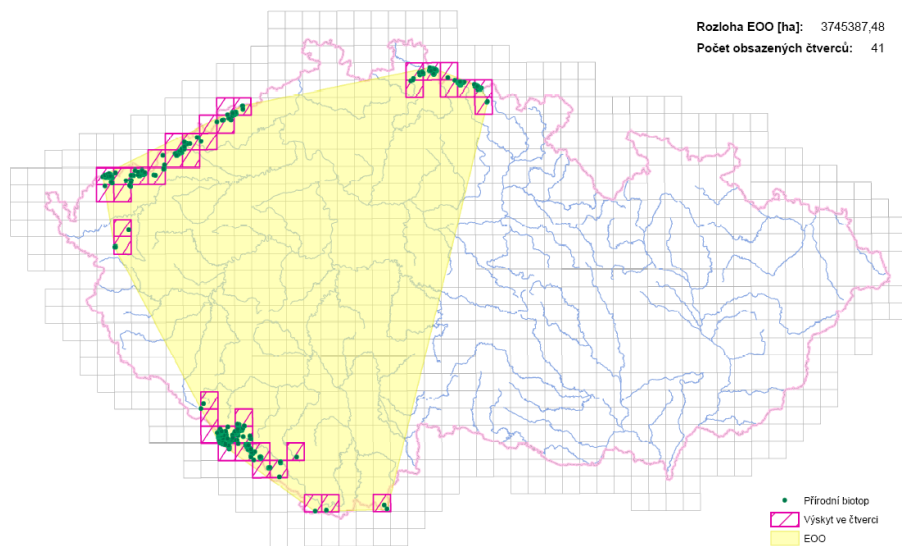 Rozloha EOO [ha]: 3745387,48
Počet obsazených čtverců: 41
Přírodní biotop
Výskyt ve čtverci
EOO